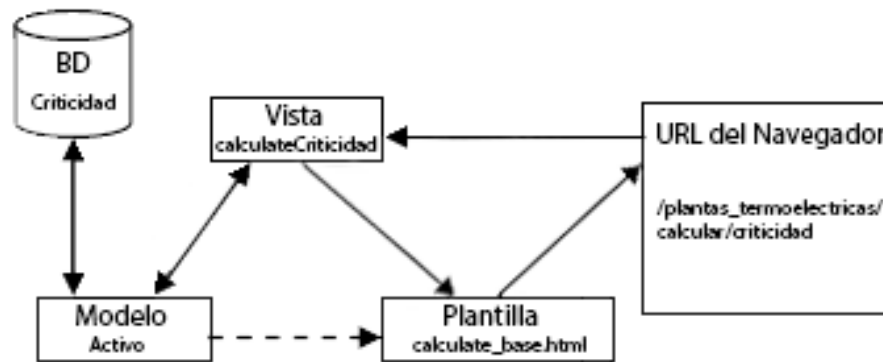 BD
Criticidad
Vista
calculateCriticidad
URL del Navegador
/plantas_termoelectricas/
calcular/criticidad
Modelo
Activo
Plantilla
calculate_base.html